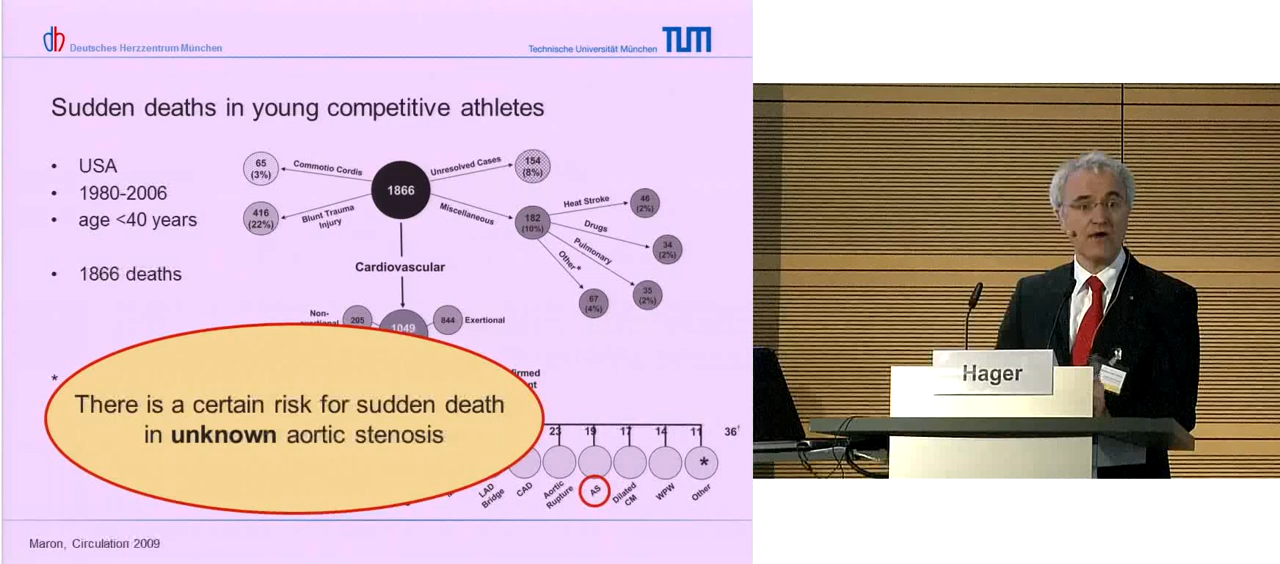 Deutsches Herzzentrum München
Technische Universität München TUM
Sudden deaths in young competitive athletes
• USA
• 1980-2006
• age <40 years
• 1866 deaths
65
(3%)
Commotio Cordis
1866
Unresolved Cases
154
(8%)
416
(22%)
Blunt Trauma
Injury
Miscellaneous
182
(10%)
Heat Stroke
46
(2%)
Drugs
34
(2%)
Pulmonary
35
(2%)
Other*
67
(4%)
Cardiovascular
Non-
205
1049
844
Exertional
*
There is a certain risk for sudden death
in unknown aortic stenosis
23 19 17 14 11 36†
*
LAD
Bridge
CAD
Aortic
Rupture
AS
Dilated
CM
WPW
Other
Maron, Circulation 2009
Hager